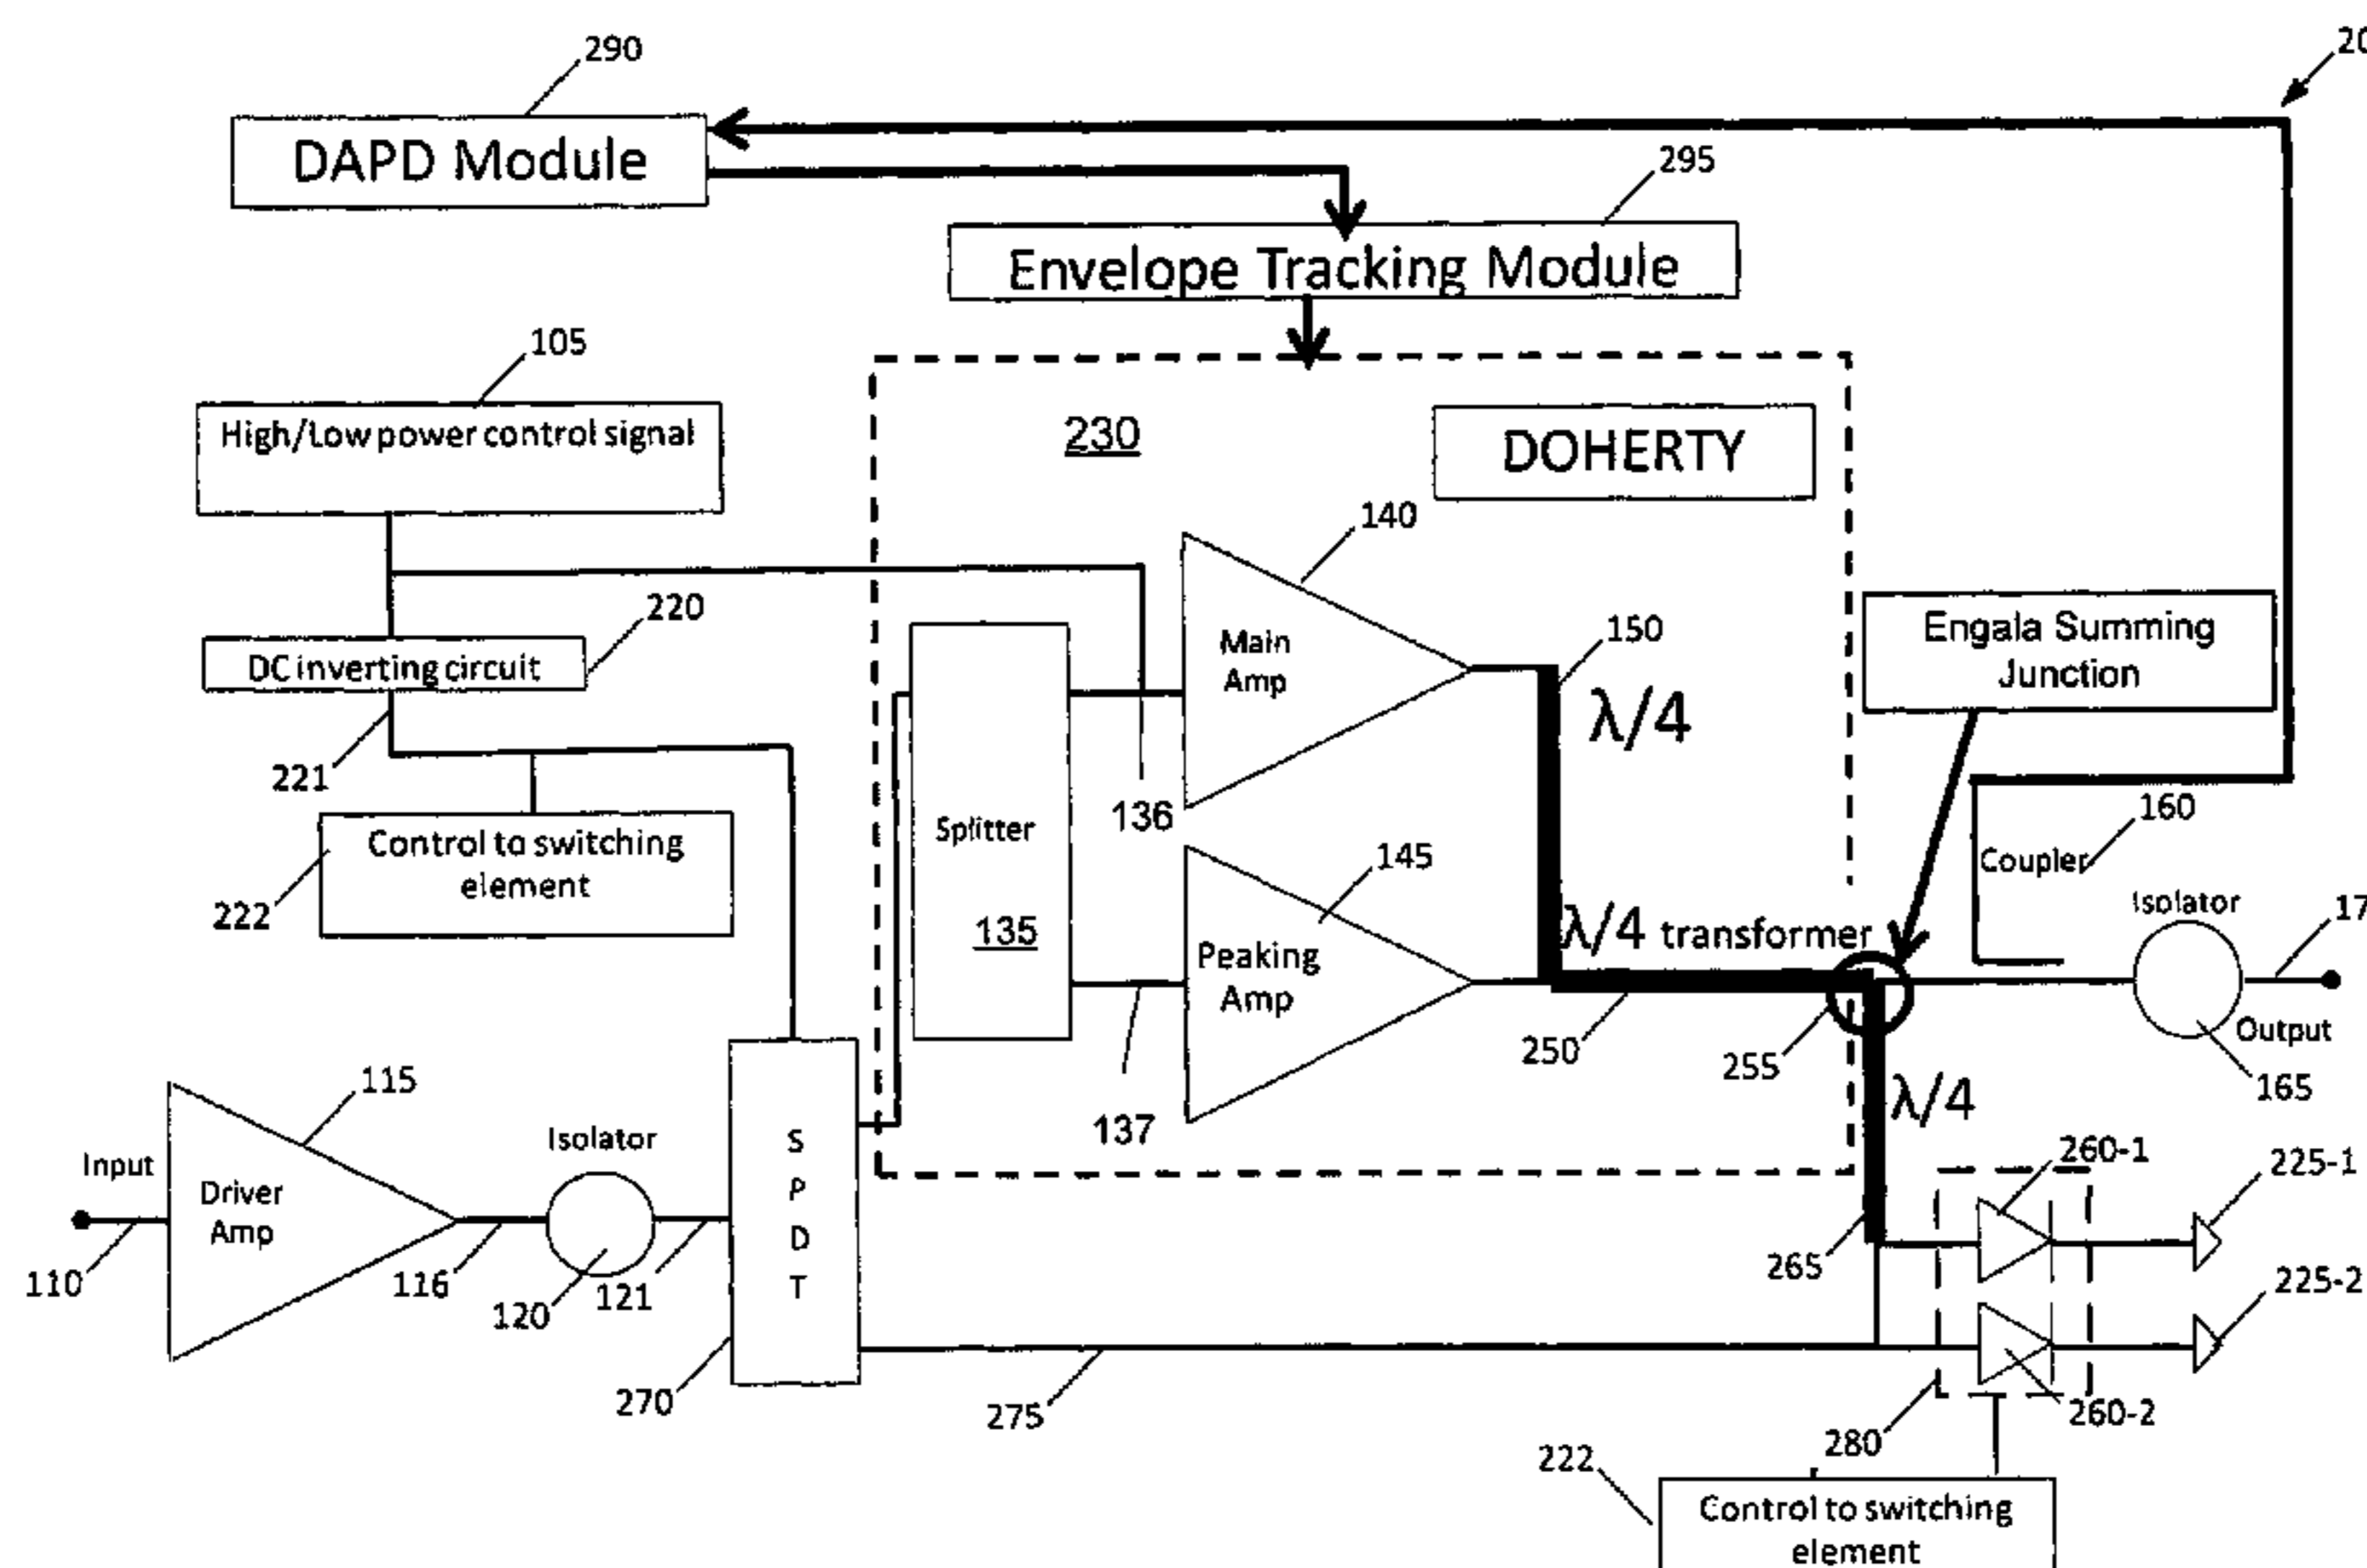 290
20
DAPD Module
295
Envelope Tracking Module
105
High/Low power control signal
230
DOHERTY
140
220
DC inverting circuit
Main
Amp
150
λ/4
Engala Summing
Junction
221
136
160
Control to switching
element
222
Splitter
135
145
Coupler
Peaking
Amp
λ/4 transformer
Isolator
17
250
255
Output
165
115
137
λ/4
Input
Driver
Amp
Isolator
S
P
D
T
260-1
225-1
110
116
120
121
265
225-2
270
275
280
260-2
222
Control to switching
element